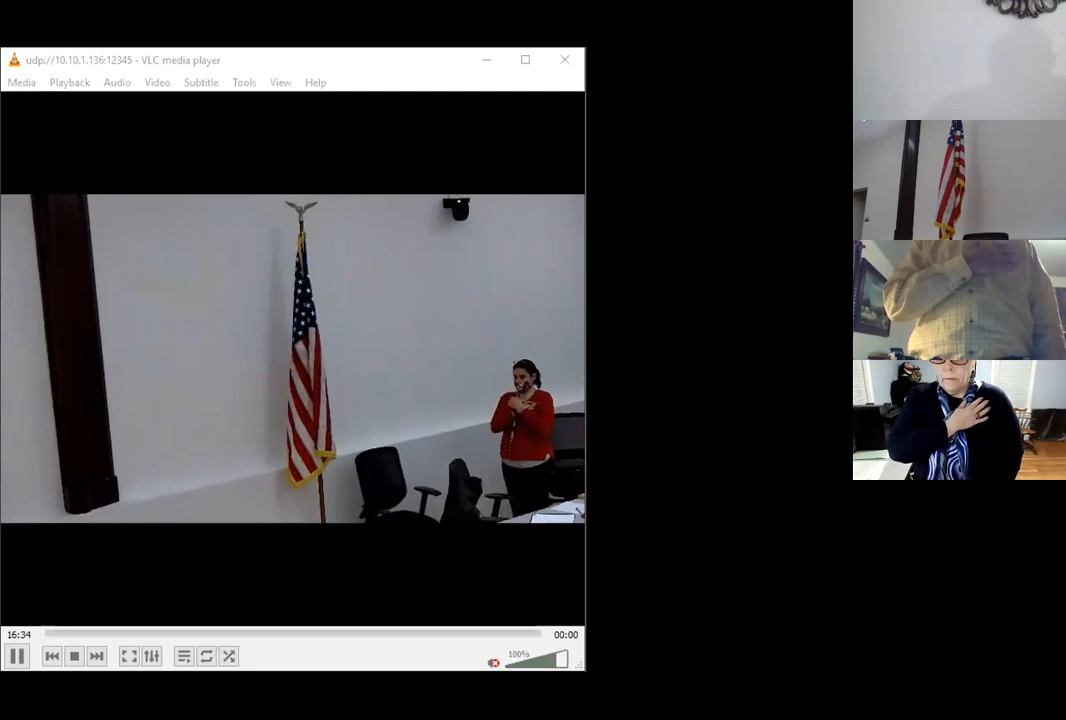 udp://10.10.1.136:12345 - VLC media player
Media Playback Audio Video Subtitle Tools View Help
16:34 00:00
100%